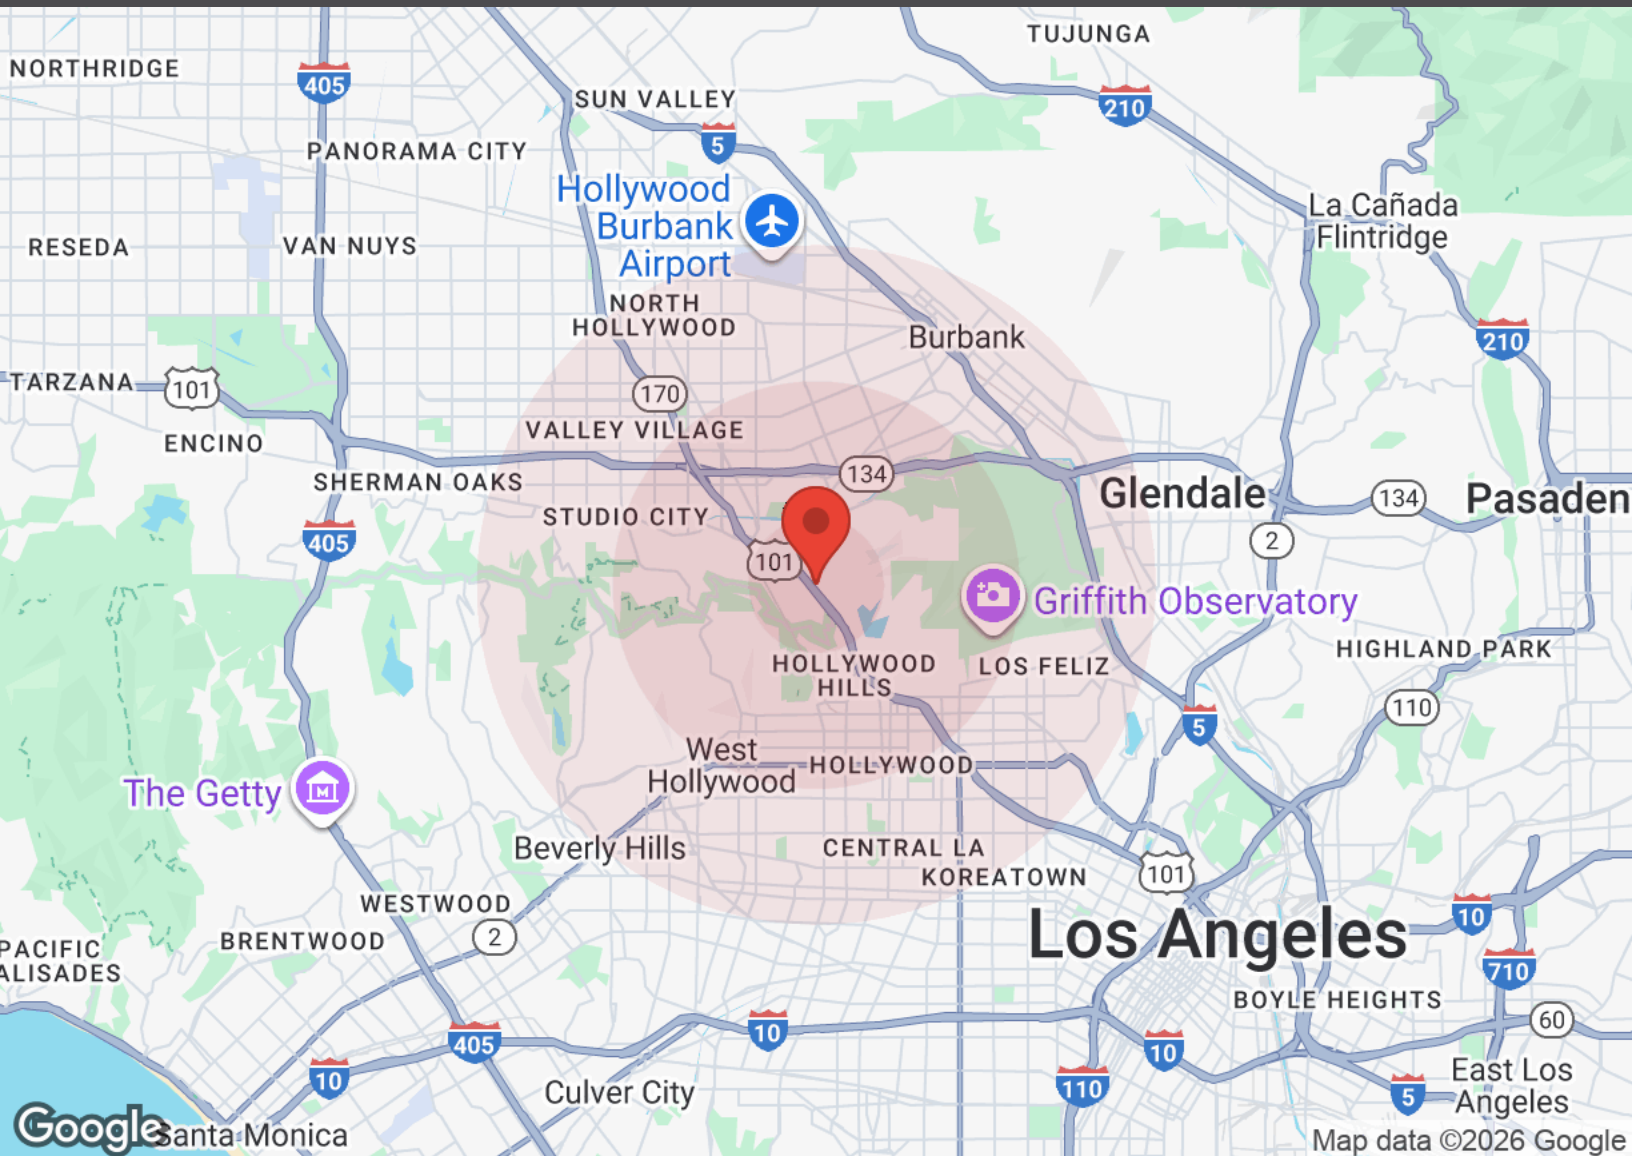 TUJUNGA
NORTHRIDGE
405
SUN VALLEY
210
5
PANORAMA CITY
Hollywood
Burbank
Airport
La Cañada
Flintridge
RESEDA
VAN NUYS
NORTH
HOLLYWOOD
Burbank
210
TARZANA
101
170
VALLEY VILLAGE
ENCINO
134
SHERMAN OAKS
Glendale
134
Pasaden
STUDIO CITY
405
2
101
Griffith Observatory
HOLLYWOOD
HILLS
LOS FELIZ
HIGHLAND PARK
110
5
West
Hollywood
HOLLYWOOD
The Getty
Beverly Hills
CENTRAL LA
KOREATOWN
101
WESTWOOD
2
BRENTWOOD
Los Angeles
10
PACIFIC
ALISADES
710
BOYLE HEIGHTS
60
405
10
10
10
110
Culver City
5
East Los
Angeles
Google
Santa Monica
Map data ©2026 Google